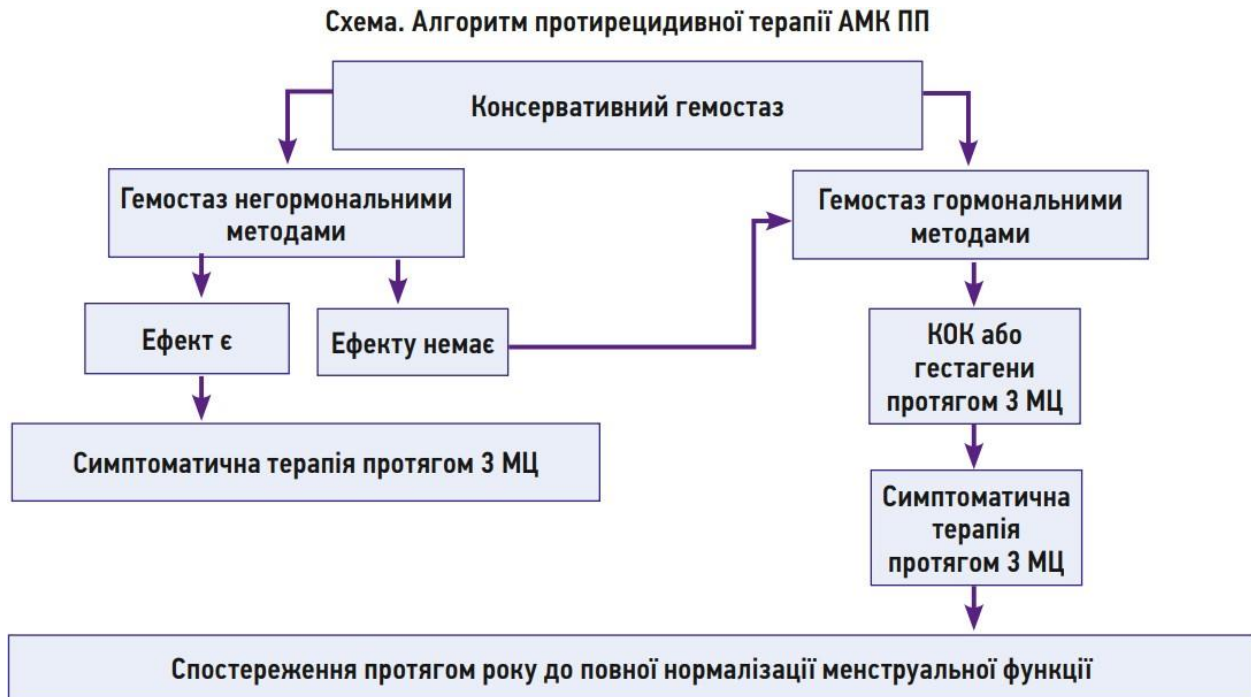 Схема. Алгоритм протирецидивної терапії АМК ПП
Консервативний гемостаз
Гемостаз негормональними
методами
Гемостаз гормональними
методами
Ефект є
Ефекту немає
КОК або
гестагени
протягом 3 МЦ
Симптоматична терапія протягом 3 МЦ
Симптоматична
терапія
протягом 3 МЦ
Спостереження протягом року до повної нормалізації менструальної функції